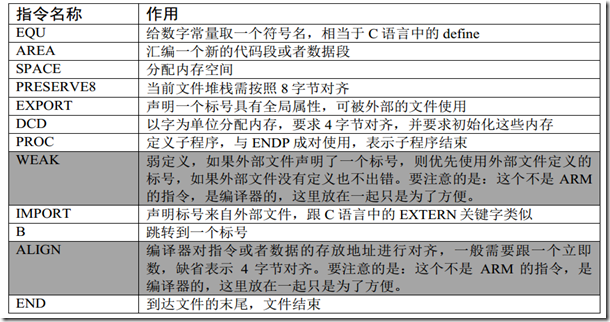 指令名称 作用
EQU 给数字常量取一个符号名，相当于 C 语言中的 define
AREA 汇编一个新的代码段或者数据段
SPACE 分配内存空间
PRESERVE8 当前文件堆栈需按照 8 字节对齐
EXPORT 声明一个标号具有全局属性，可被外部的文件使用
DCD 以字为单位分配内存，要求 4 字节对齐，并要求初始化这些内存
PROC 定义子程序，与 ENDP 成对使用，表示子程序结束
WEAK 弱定义，如果外部文件声明了一个标号，则优先使用外部文件定义的
标号，如果外部文件没有定义也不出错。要注意的是：这个不是 ARM
的指令，是编译器的，这里放在一起只是为了方便。
IMPORT 声明标号来自外部文件，跟 C 语言中的 EXTERN 关键字类似
B 跳转到一个标号
ALIGN 编译器对指令或者数据的存放地址进行对齐，一般需要跟一个立即
数，缺省表示 4 字节对齐。要注意的是：这个不是 ARM 的指令，是
编译器的，这里放在一起只是为了方便。
END 到达文件的末尾，文件结束